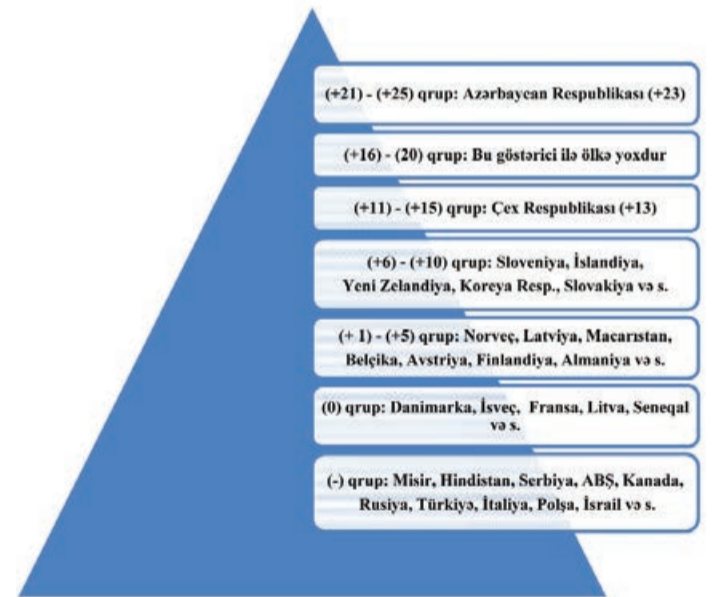 (+21) - (+25) qrup: Azərbaycan Respublikası (+23)
(+16) - (20) qrup: Bu göstərici ilə ölkə yoxdur
(+11) - (+15) qrup: Çex Respublikası (+13)
(+6) - (+10) qrup: Sloveniya, İslandiya,
Yeni Zelandiya, Koreya Resp., Slovakiya və s.
(+ 1) - (+5) qrup: Norveç, Latviya, Macarıstan,
Belçika, Avstriya, Finlandiya, Almaniya və s.
(0) qrup: Danimarka, İsveç, Fransa, Litva, Seneqal
və s.
(-) qrup: Misir, Hindistan, Serbiya, ABŞ, Kanada,
Rusiya, Türkiyə, İtaliya, Polşa, İsrail və s.